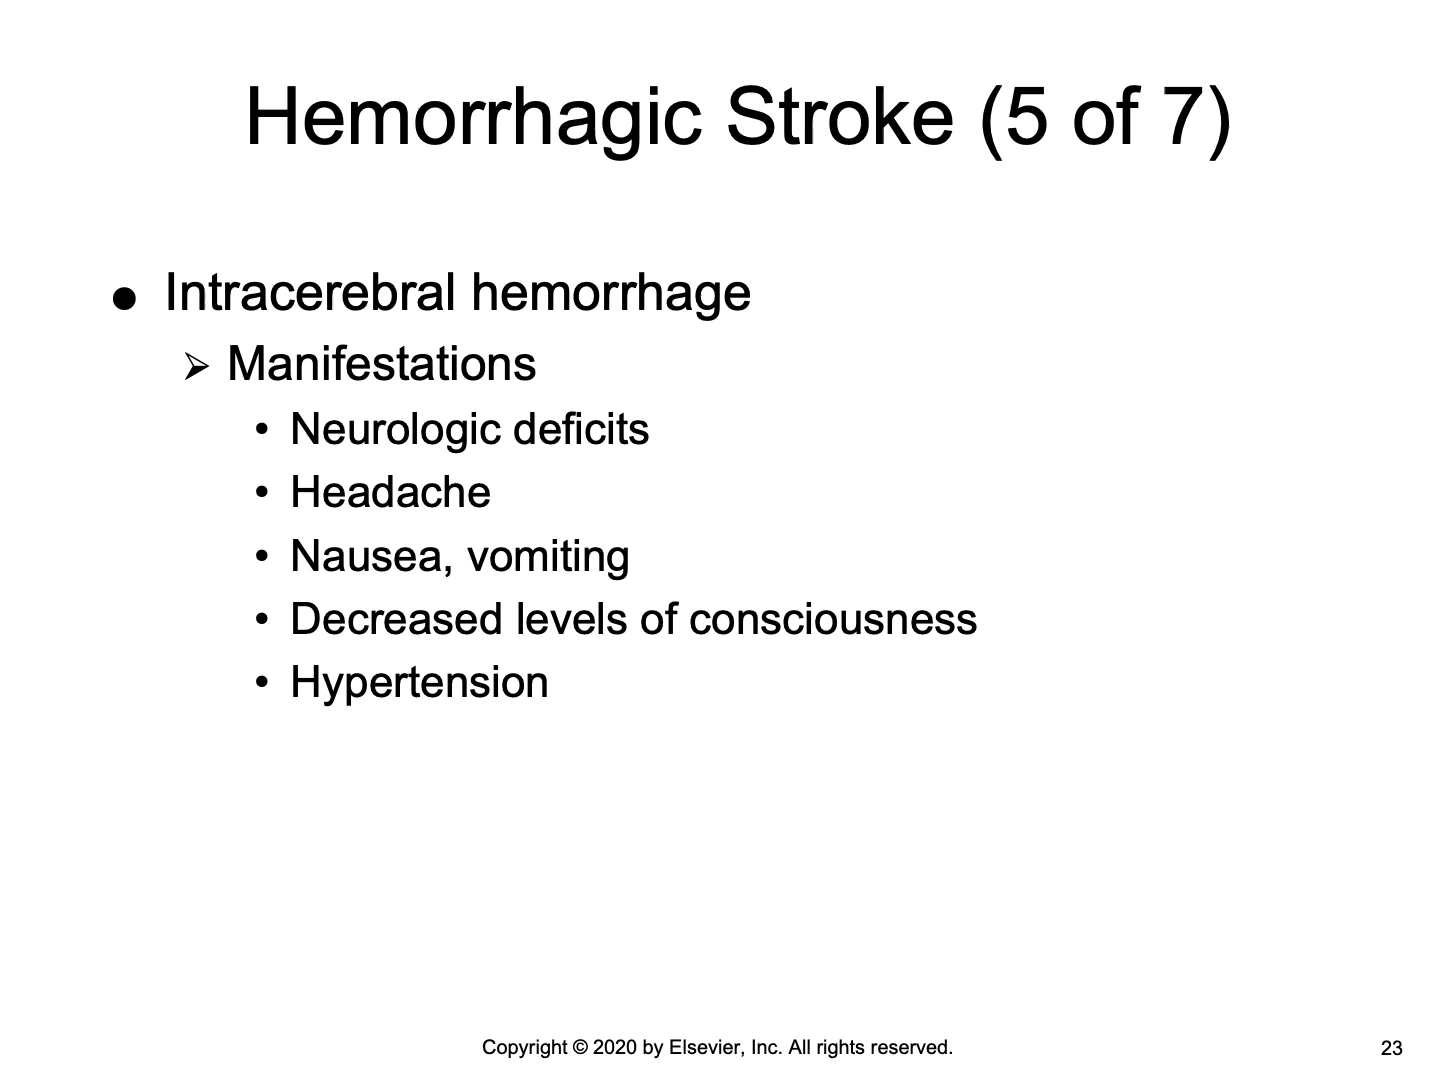 Hemorrhagic Stroke (5 of 7)
● Intracerebral hemorrhage
➢ Manifestations
• Neurologic deficits
• Headache
• Nausea, vomiting
• Decreased levels of consciousness
• Hypertension
Copyright © 2020 by Elsevier, Inc. All rights reserved.
23